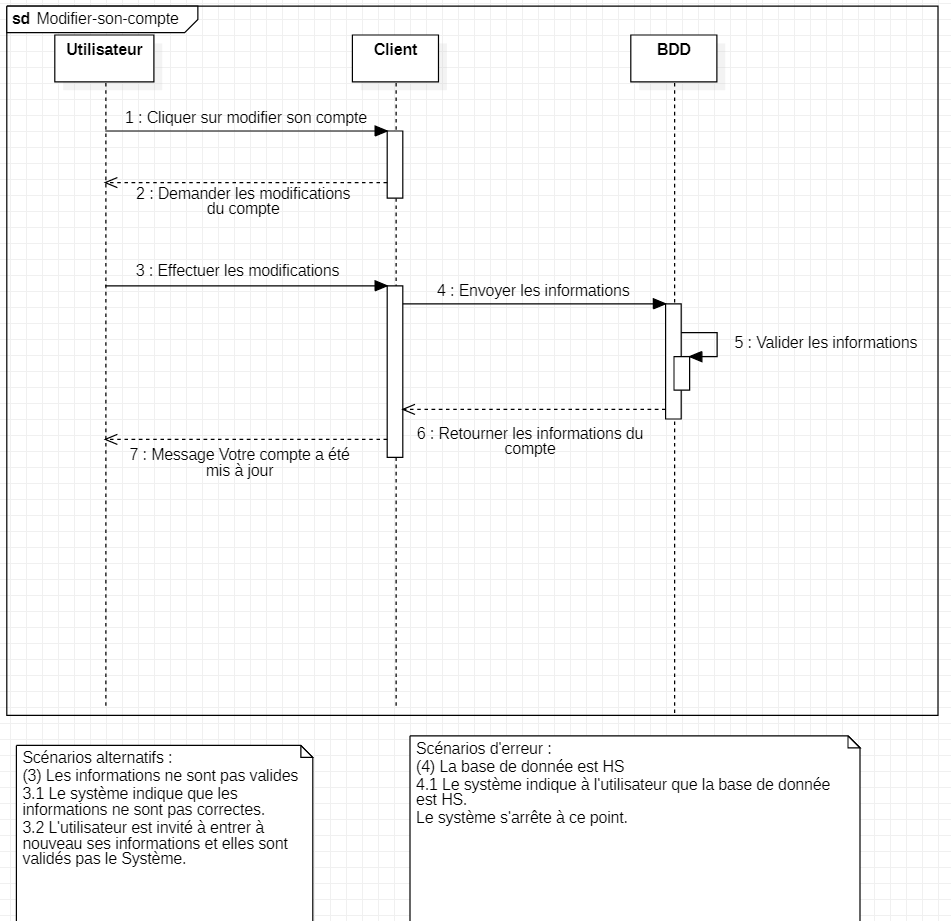 sd Modifier-son-compte
Utilisateur
Client
BDD
1 : Cliquer sur modifier son compte
2 : Demander les modifications
du compte
3 : Effectuer les modifications
4 : Envoyer les informations
5 : Valider les informations
6 : Retourner les informations du
compte
7 : Message Votre compte a été
mis à jour
Scénarios alternatifs :
(3) Les informations ne sont pas valides
3.1 Le système indique que les
informations ne sont pas correctes.
3.2 L'utilisateur est invité à entrer à
nouveau ses informations et elles sont
validés pas le Système.
Scénarios d'erreur :
(4) La base de donnée est HS
4.1 Le système indique à l'utilisateur que la base de donnée
est HS.
Le système s'arrête à ce point.